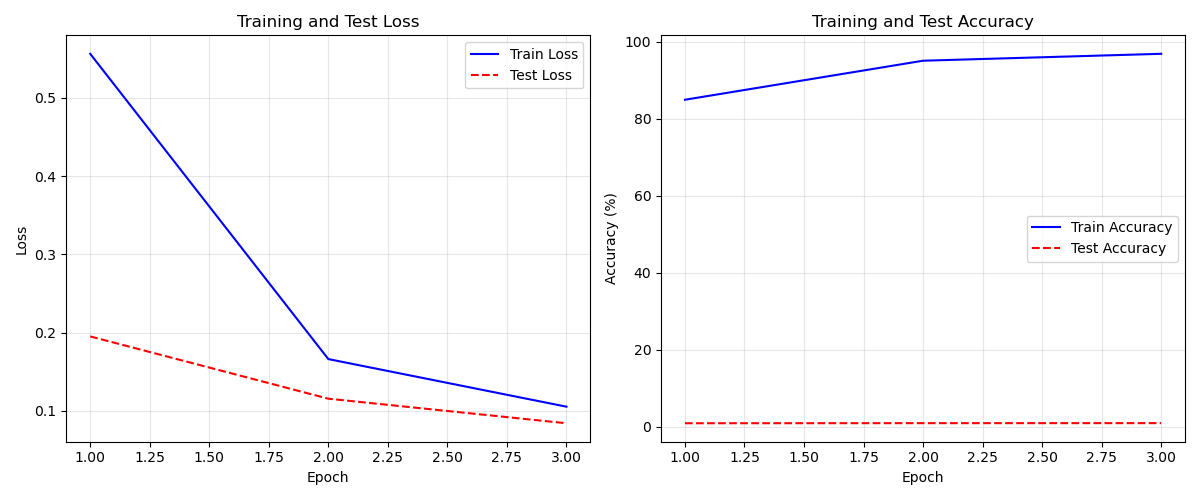 Training and Test Loss
Train Loss
Test Loss
0.5
0.4
0.3
0.2
0.1
Loss
1.00 1.25 1.50 1.75 2.00 2.25 2.50 2.75 3.00
Epoch
Training and Test Accuracy
100
80
60
40
20
0
Accuracy (%)
Train Accuracy
Test Accuracy
1.00 1.25 1.50 1.75 2.00 2.25 2.50 2.75 3.00
Epoch